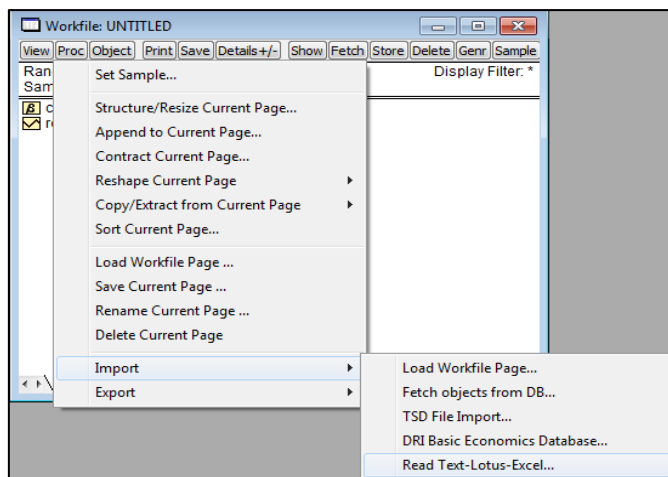 Workfile: UNTITLED
View Proc Object Print Save Details+/- Show Fetch Store Delete Genr Sample
Ran Display Filter: *
Sam
B c
r
Set Sample...
Structure/Resize Current Page...
Append to Current Page...
Contract Current Page...
Reshape Current Page
Copy/Extract from Current Page
Sort Current Page...
Load Workfile Page ...
Save Current Page ...
Rename Current Page ...
Delete Current Page
Import
Export
Load Workfile Page...
Fetch objects from DB...
TSD File Import...
DRI Basic Economics Database...
Read Text-Lotus-Excel...